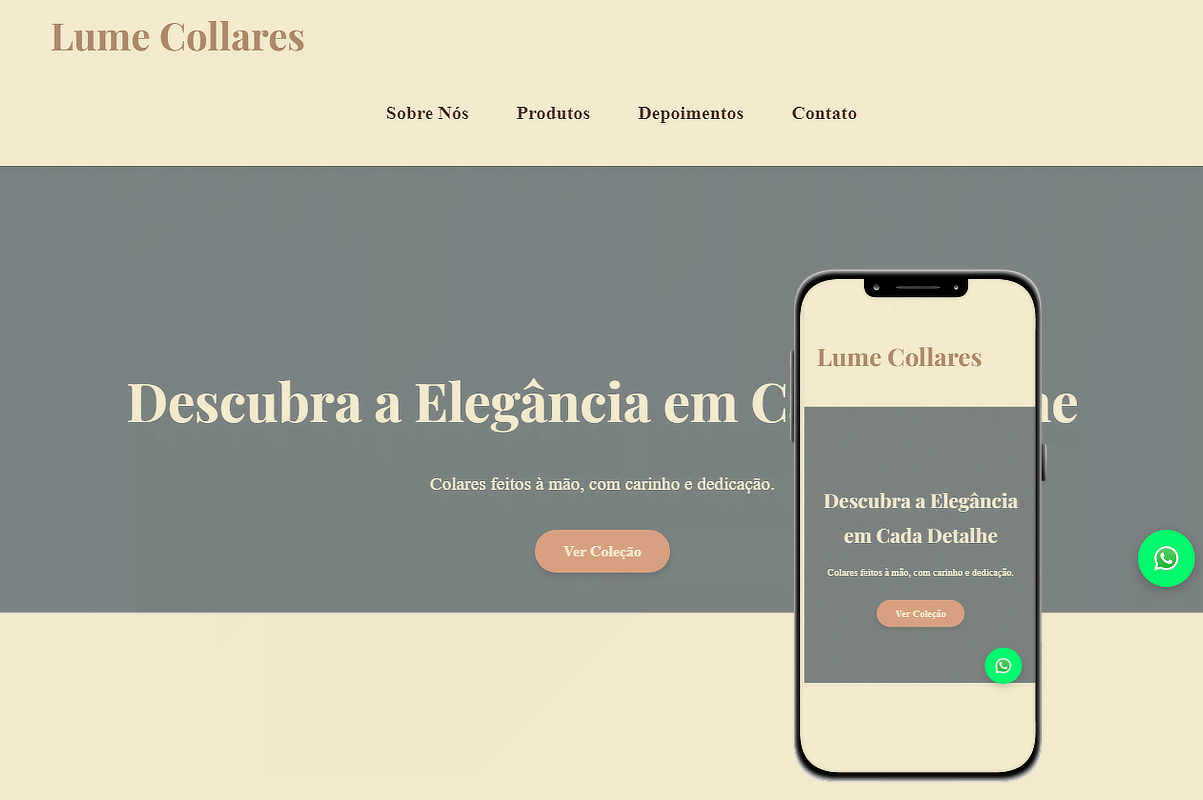 Lume Collares
Sobre Nós Produtos Depoimentos Contato
Descubra a Elegância em C he
Colares feitos à mão, com carinho e dedicação.
Ver Coleção
Lume Collares
Descubra a Elegância
em Cada Detalhe
Colares feitos à mão, com carinho e dedicação.
Ver Coleção